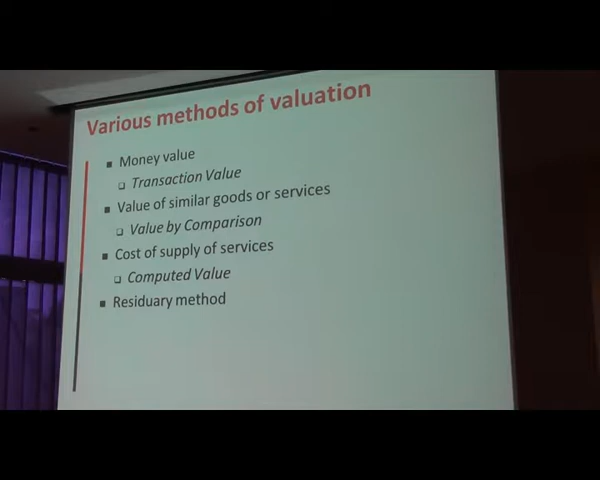 Various methods of valuation
Money value
Transaction Value
Value of similar goods or services
Value by Comparison
Cost of supply of services
Computed Value
Residuary method